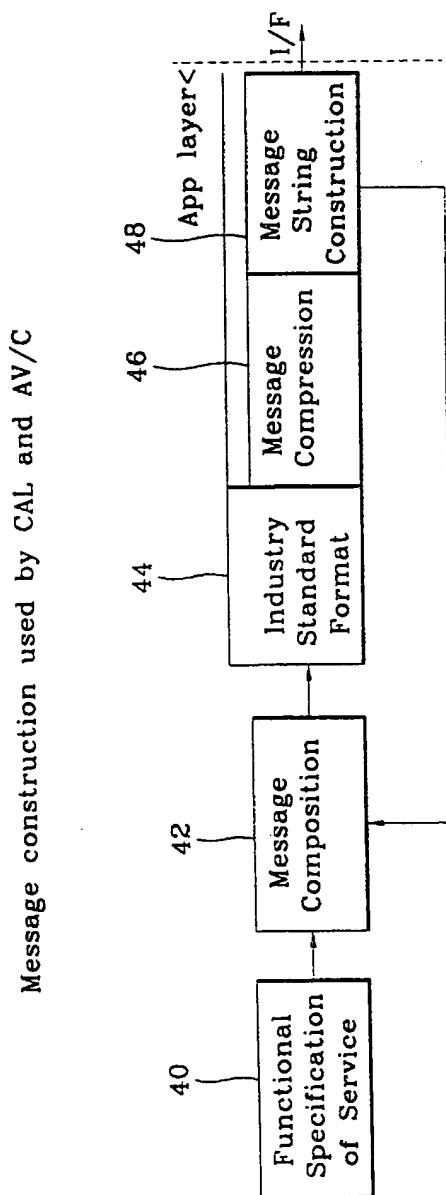 Message construction used by CAL and AV/C
40
Functional
Specification
of Service
42
Message
Composition
44
Industry
Standard
Format
46
Message
Compression
48
Message
String
Construction
App layer<
I/F